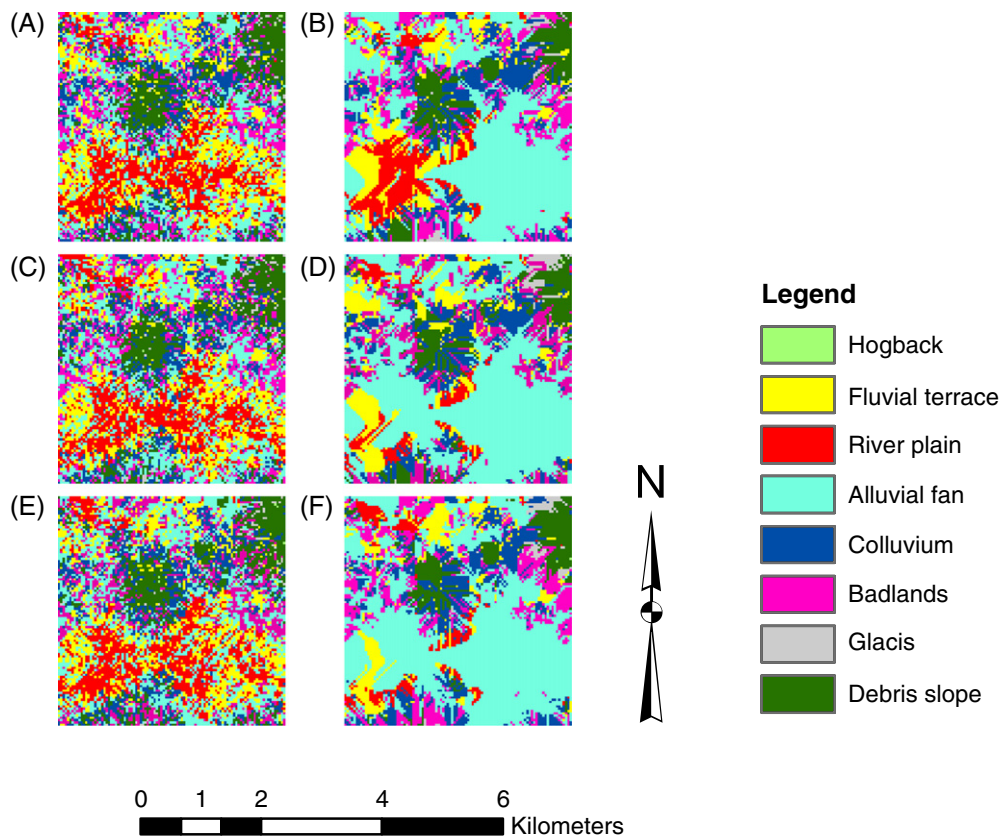 (A)
(B)
(C)
(D)
(E)
(F)
N
Legend
Hogback
Fluvial terrace
River plain
Alluvial fan
Colluvium
Badlands
Glacis
Debris slope
0 1 2 4 6
Kilometers